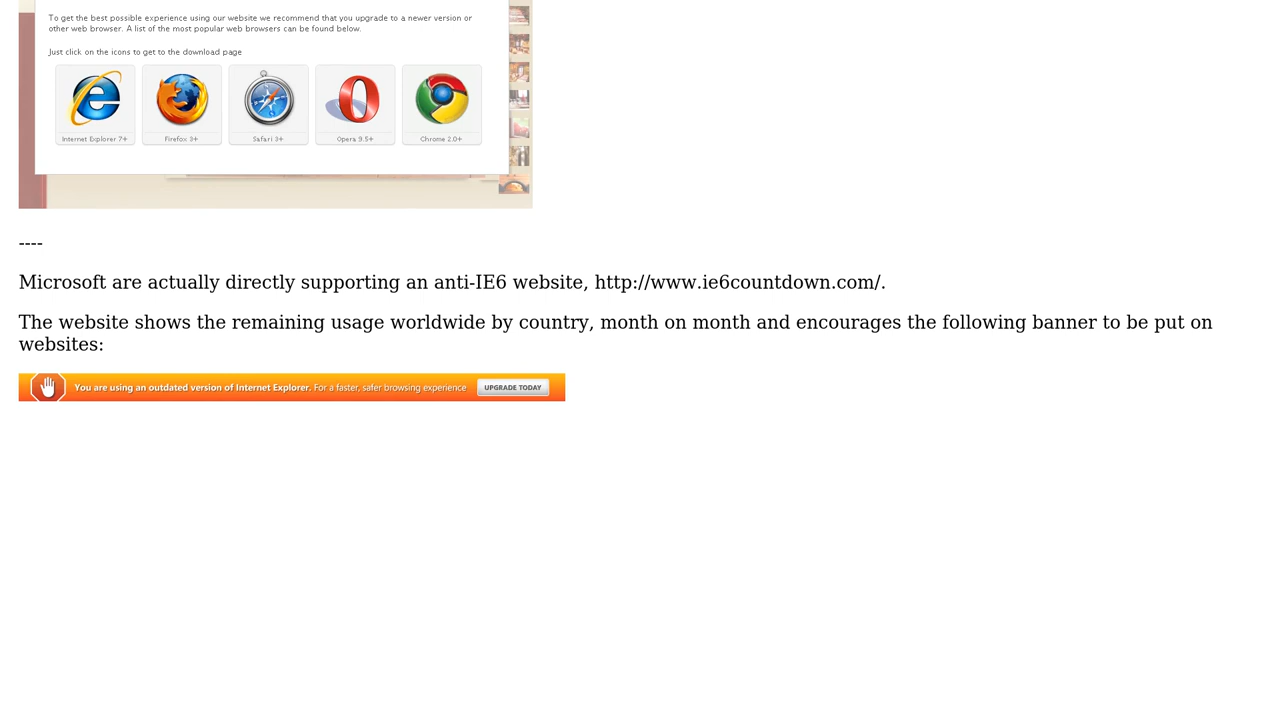 To get the best possible experience using our website we recommend that you upgrade to a newer version or
other web browser. A list of the most popular web browsers can be found below.
Just click on the icons to get to the download page
Internet Explorer 7+
Firefox 3+
Safari 3+
Opera 9.5+
Chrome 2.0+
----
Microsoft are actually directly supporting an anti-IE6 website, http://www.ie6countdown.com/.
The website shows the remaining usage worldwide by country, month on month and encourages the following banner to be put on
websites:
You are using an outdated version of Internet Explorer. For a faster, safer browsing experience UPGRADE TODAY